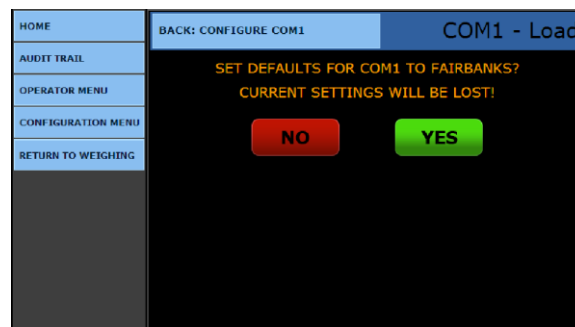 HOME
AUDIT TRAIL
OPERATOR MENU
CONFIGURATION MENU
RETURN TO WEIGHING
BACK: CONFIGURE COM1
COM1 - Load
SET DEFAULTS FOR COM1 TO FAIRBANKS?
CURRENT SETTINGS WILL BE LOST!
NO
YES